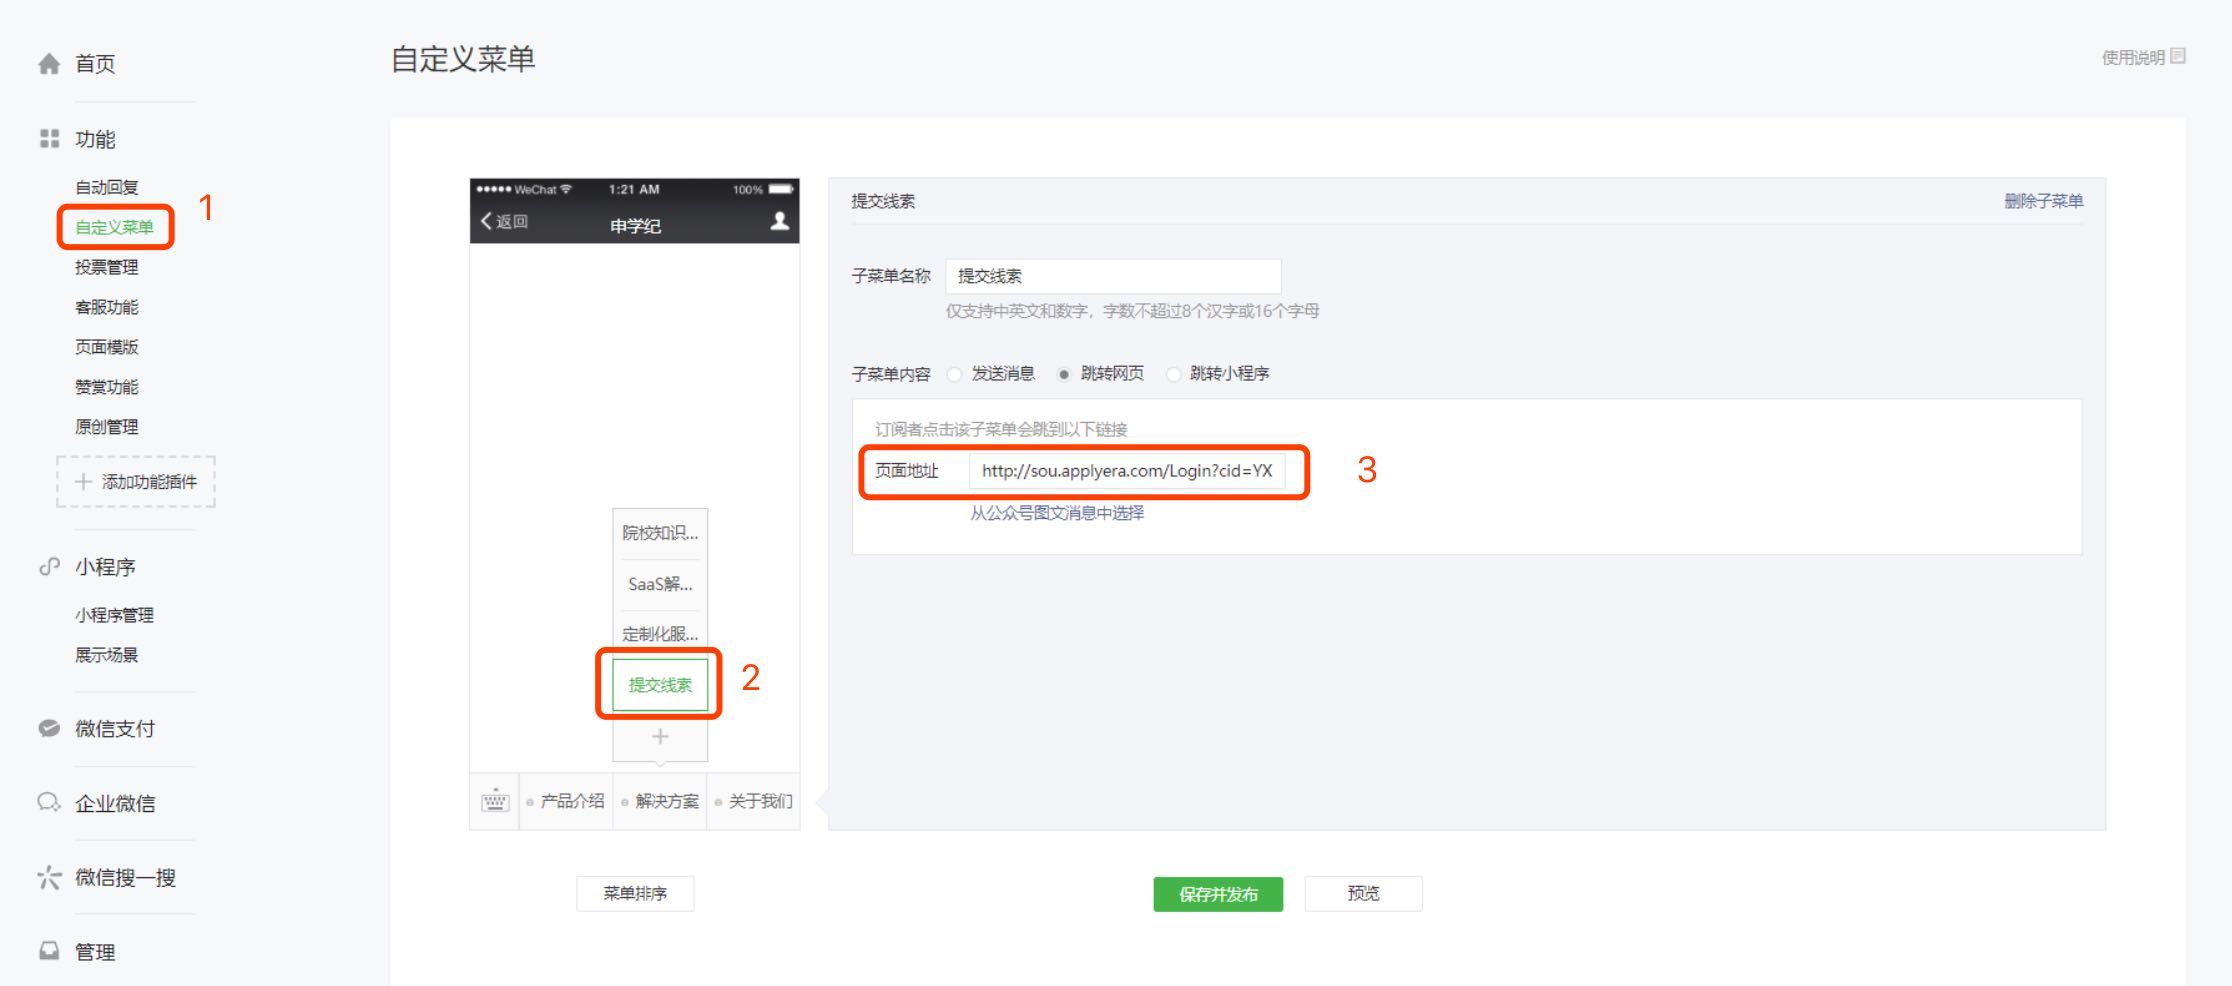 首页
功能
自动回复
自定义菜单
1
投票管理
客服功能
页面模版
赞赏功能
原创管理
添加功能插件
小程序
小程序管理
展示场景
微信支付
企业微信
微信搜一搜
管理
自定义菜单
使用说明
WeChat 1:21 AM 100%
返回 申学纪
院校知识...
SaaS解...
定制化服...
提交线索
2
+
产品介绍 解决方案 关于我们
菜单排序
提交线索 删除子菜单
子菜单名称 提交线索
仅支持中英文和数字，字数不超过8个汉字或16个字母
子菜单内容 发送消息 跳转网页 跳转小程序
订阅者点击该子菜单会跳到以下链接
页面地址 http://sou.applyera.com/Login?cid=YX
3
从公众号图文消息中选择
保存并发布 预览